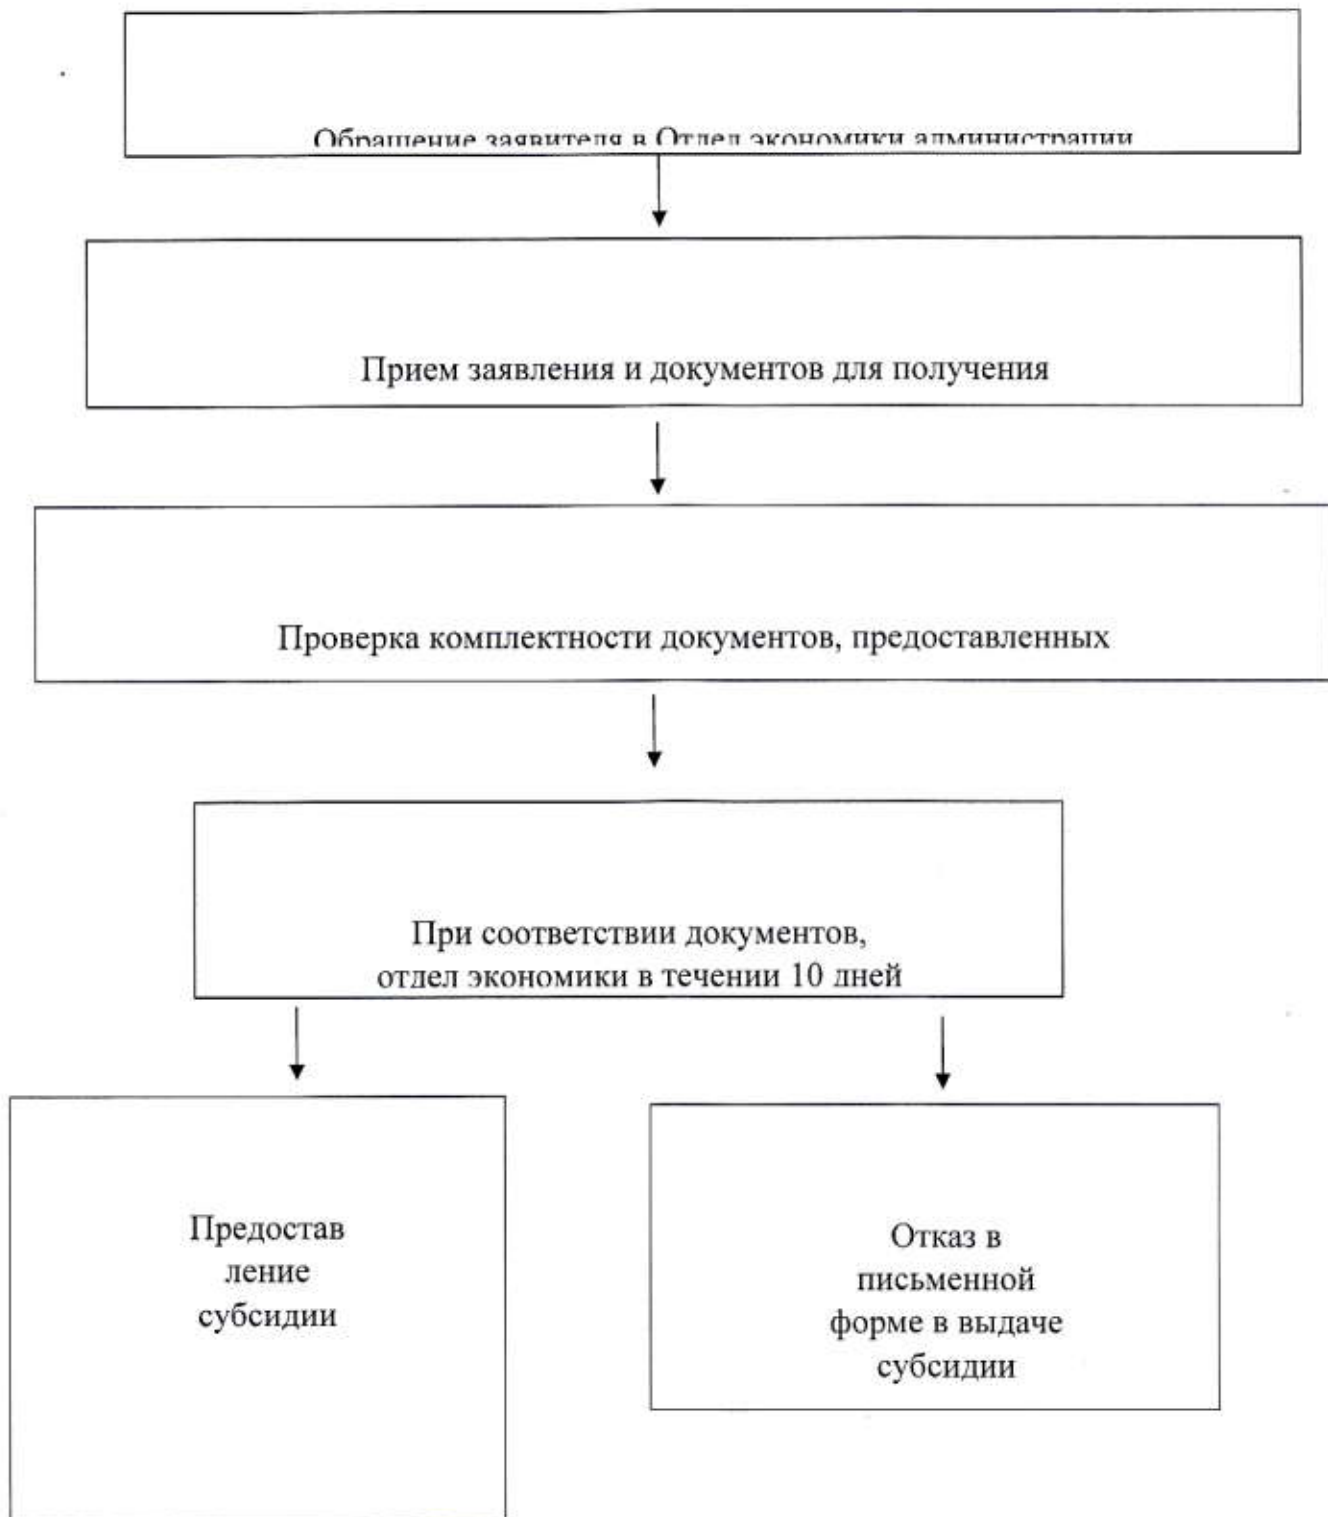 Обращение заявителя в Отдел экономики администрации
Прием заявления и документов для получения
Проверка комплектности документов, предоставленных
При соответствии документов,
отдел экономики в течении 10 дней
Предостав
ление
субсидии
Отказ в
письменной
форме в выдаче
субсидии